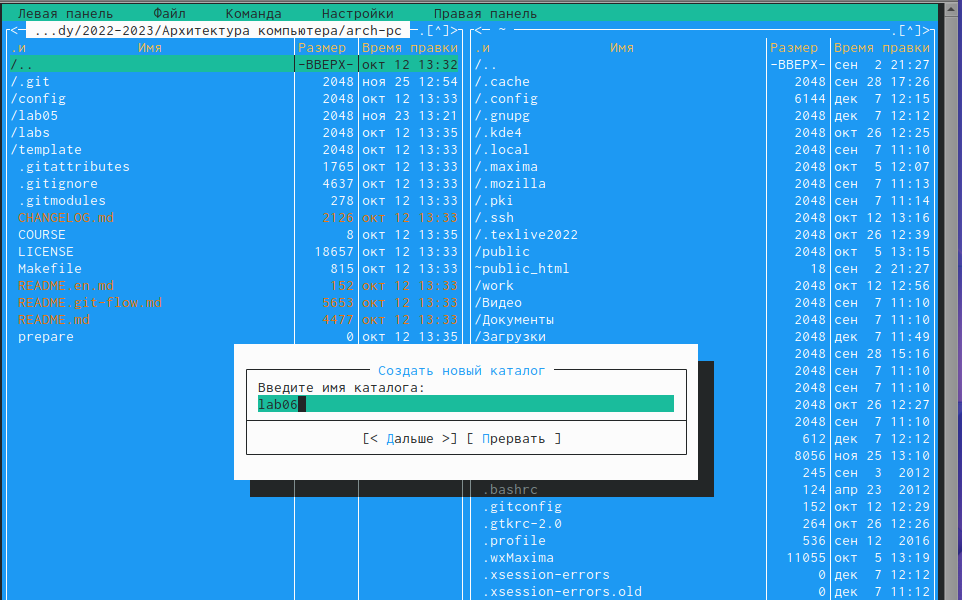 Левая панель Файл Команда Настройки Правая панель
<─ ...dy/2022-2023/Архитектура компьютера/arch-pc .[^]>
.и Имя Размер Время правки
/.. -ВВЕРХ- окт 12 13:32
/.git 2048 ноя 25 12:54
/config 2048 окт 12 13:33
/lab05 2048 ноя 23 13:21
/labs 2048 окт 12 13:35
/template 2048 окт 12 13:33
.gitattributes 1765 окт 12 13:33
.gitignore 4637 окт 12 13:33
.gitmodules 278 окт 12 13:33
CHANGELOG.md 2126 окт 12 13:33
COURSE 8 окт 12 13:35
LICENSE 18657 окт 12 13:33
Makefile 815 окт 12 13:33
README.en.md 152 окт 12 13:33
README.git-flow.md 5653 окт 12 13:33
README.md 4477 окт 12 13:33
prepare 0 окт 12 13:35
<─ ~ .[^]>
.и Имя Размер Время правки
/.. -ВВЕРХ- сен 2 21:27
/.cache 2048 сен 28 17:26
/.config 6144 дек 7 12:15
/.gnupg 2048 дек 7 12:12
/.kde4 2048 окт 26 12:25
/.local 2048 сен 7 11:10
/.maxima 2048 окт 5 12:07
/.mozilla 2048 сен 7 11:13
/.pki 2048 сен 7 11:14
/.ssh 2048 окт 12 13:16
/.texlive2022 2048 окт 26 12:39
/public 2048 окт 5 13:15
~public_html 18 сен 2 21:27
/work 2048 окт 12 12:56
/Видео 2048 сен 7 11:10
/Документы 2048 сен 7 11:10
/Загрузки 2048 дек 7 11:49
2048 сен 28 15:16
2048 сен 7 11:10
2048 сен 7 11:10
2048 окт 26 12:27
2048 сен 7 11:10
612 дек 7 12:12
8056 ноя 25 13:10
245 сен 3 2012
.bashrc 124 апр 23 2012
.gitconfig 152 окт 12 12:29
.gtkrc-2.0 264 окт 26 12:26
.profile 536 сен 12 2016
.wxMaxima 11055 окт 5 13:19
.xsession-errors 0 дек 7 12:12
.xsession-errors.old 0 дек 7 11:12
Создать новый каталог
Введите имя каталога:
lab06
[< Дальше >] [ Прервать ]